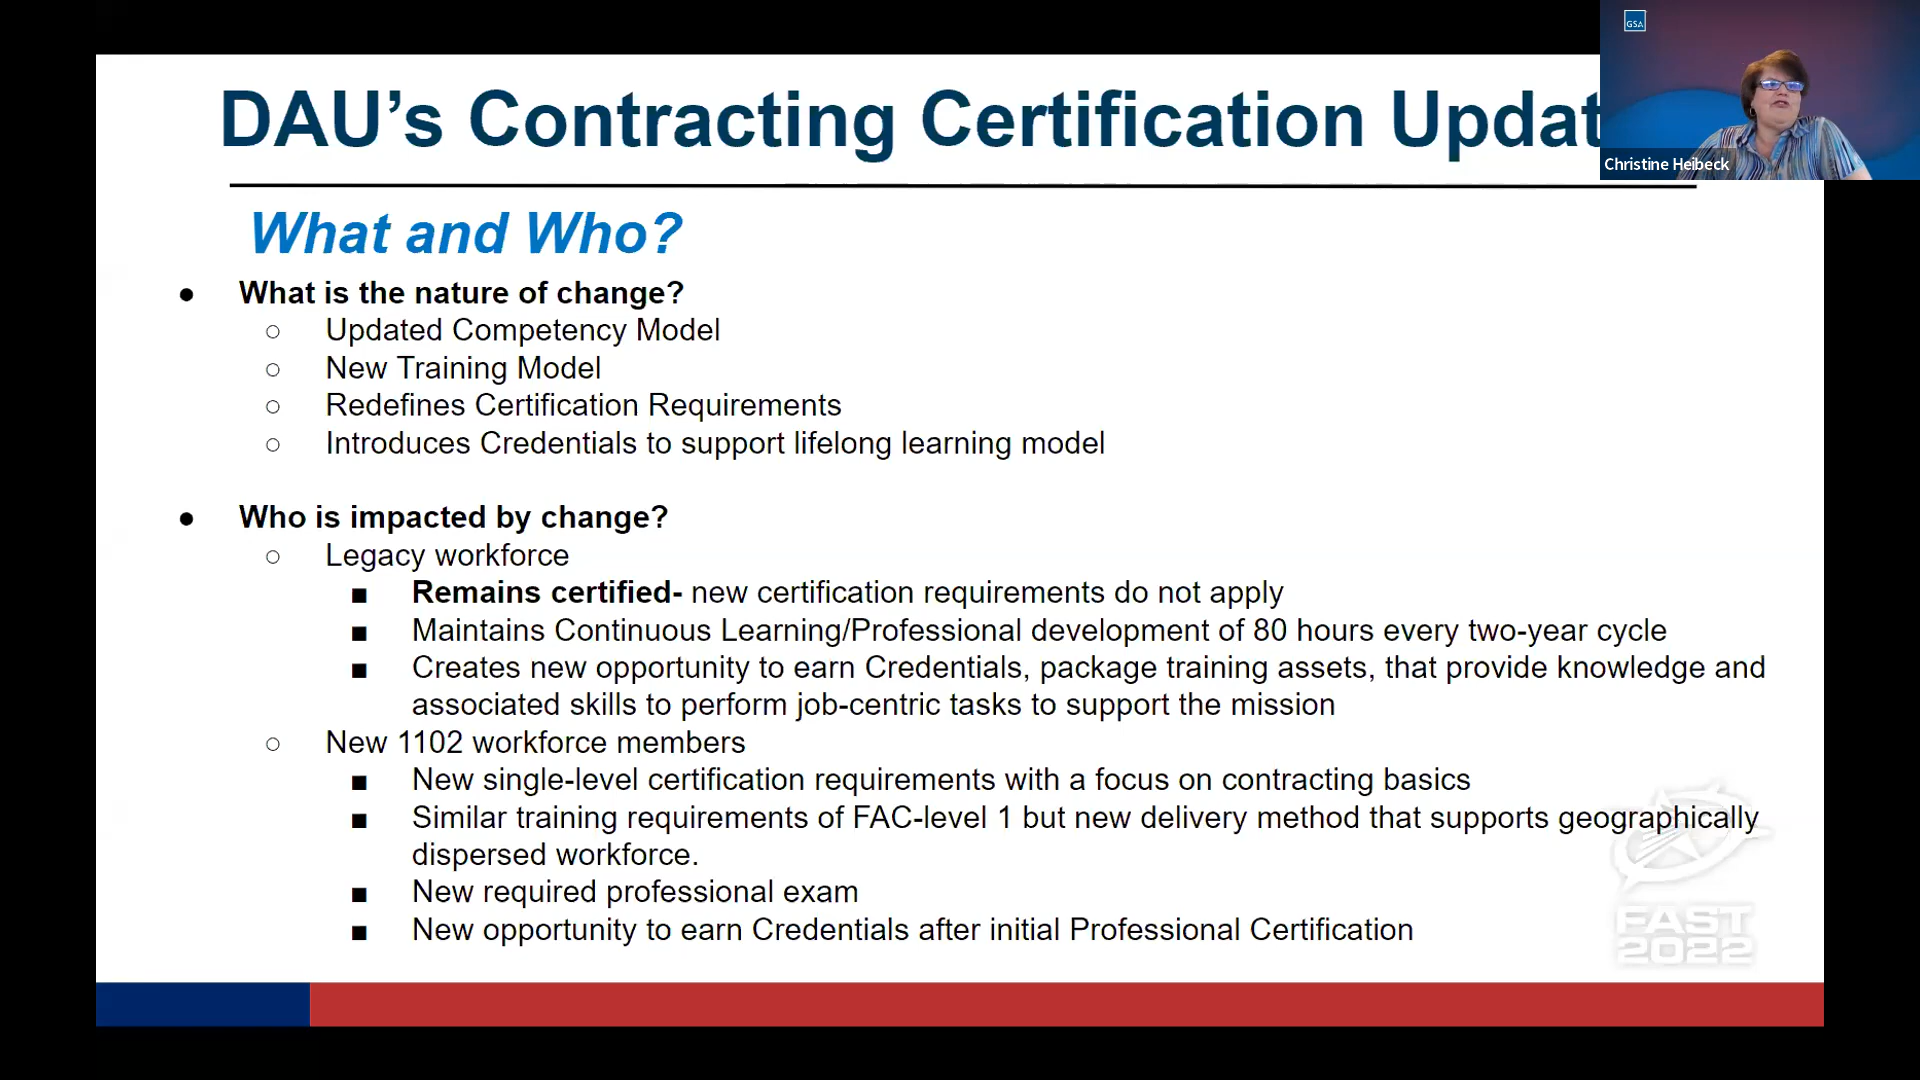 GSA
DAU’s Contracting Certification Updat
Christine Heibeck
What and Who?
● What is the nature of change?
○ Updated Competency Model
○ New Training Model
○ Redefines Certification Requirements
○ Introduces Credentials to support lifelong learning model
● Who is impacted by change?
○ Legacy workforce
■ Remains certified- new certification requirements do not apply
■ Maintains Continuous Learning/Professional development of 80 hours every two-year cycle
■ Creates new opportunity to earn Credentials, package training assets, that provide knowledge and
associated skills to perform job-centric tasks to support the mission
○ New 1102 workforce members
■ New single-level certification requirements with a focus on contracting basics
■ Similar training requirements of FAC-level 1 but new delivery method that supports geographically
dispersed workforce.
■ New required professional exam
■ New opportunity to earn Credentials after initial Professional Certification
FAST
2022